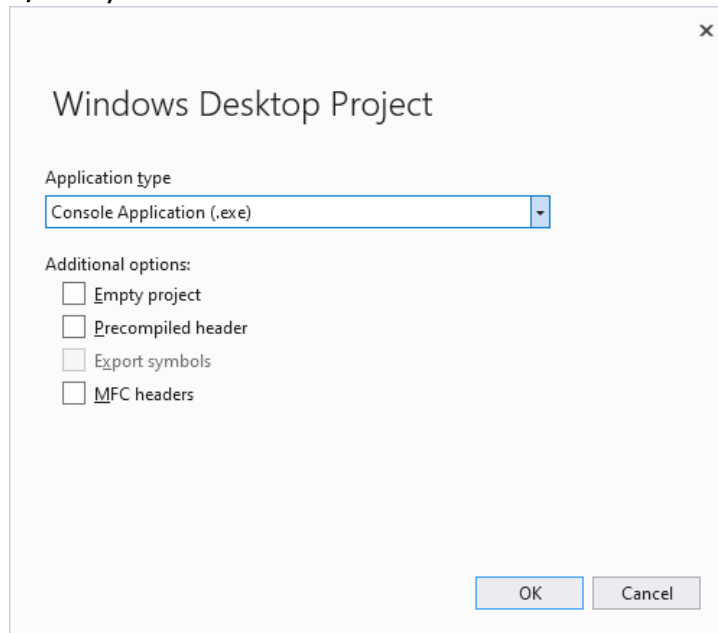 Windows Desktop Project
Application type
Console Application (.exe)
Additional options:
Empty project
Precompiled header
Export symbols
MFC headers
OK Cancel